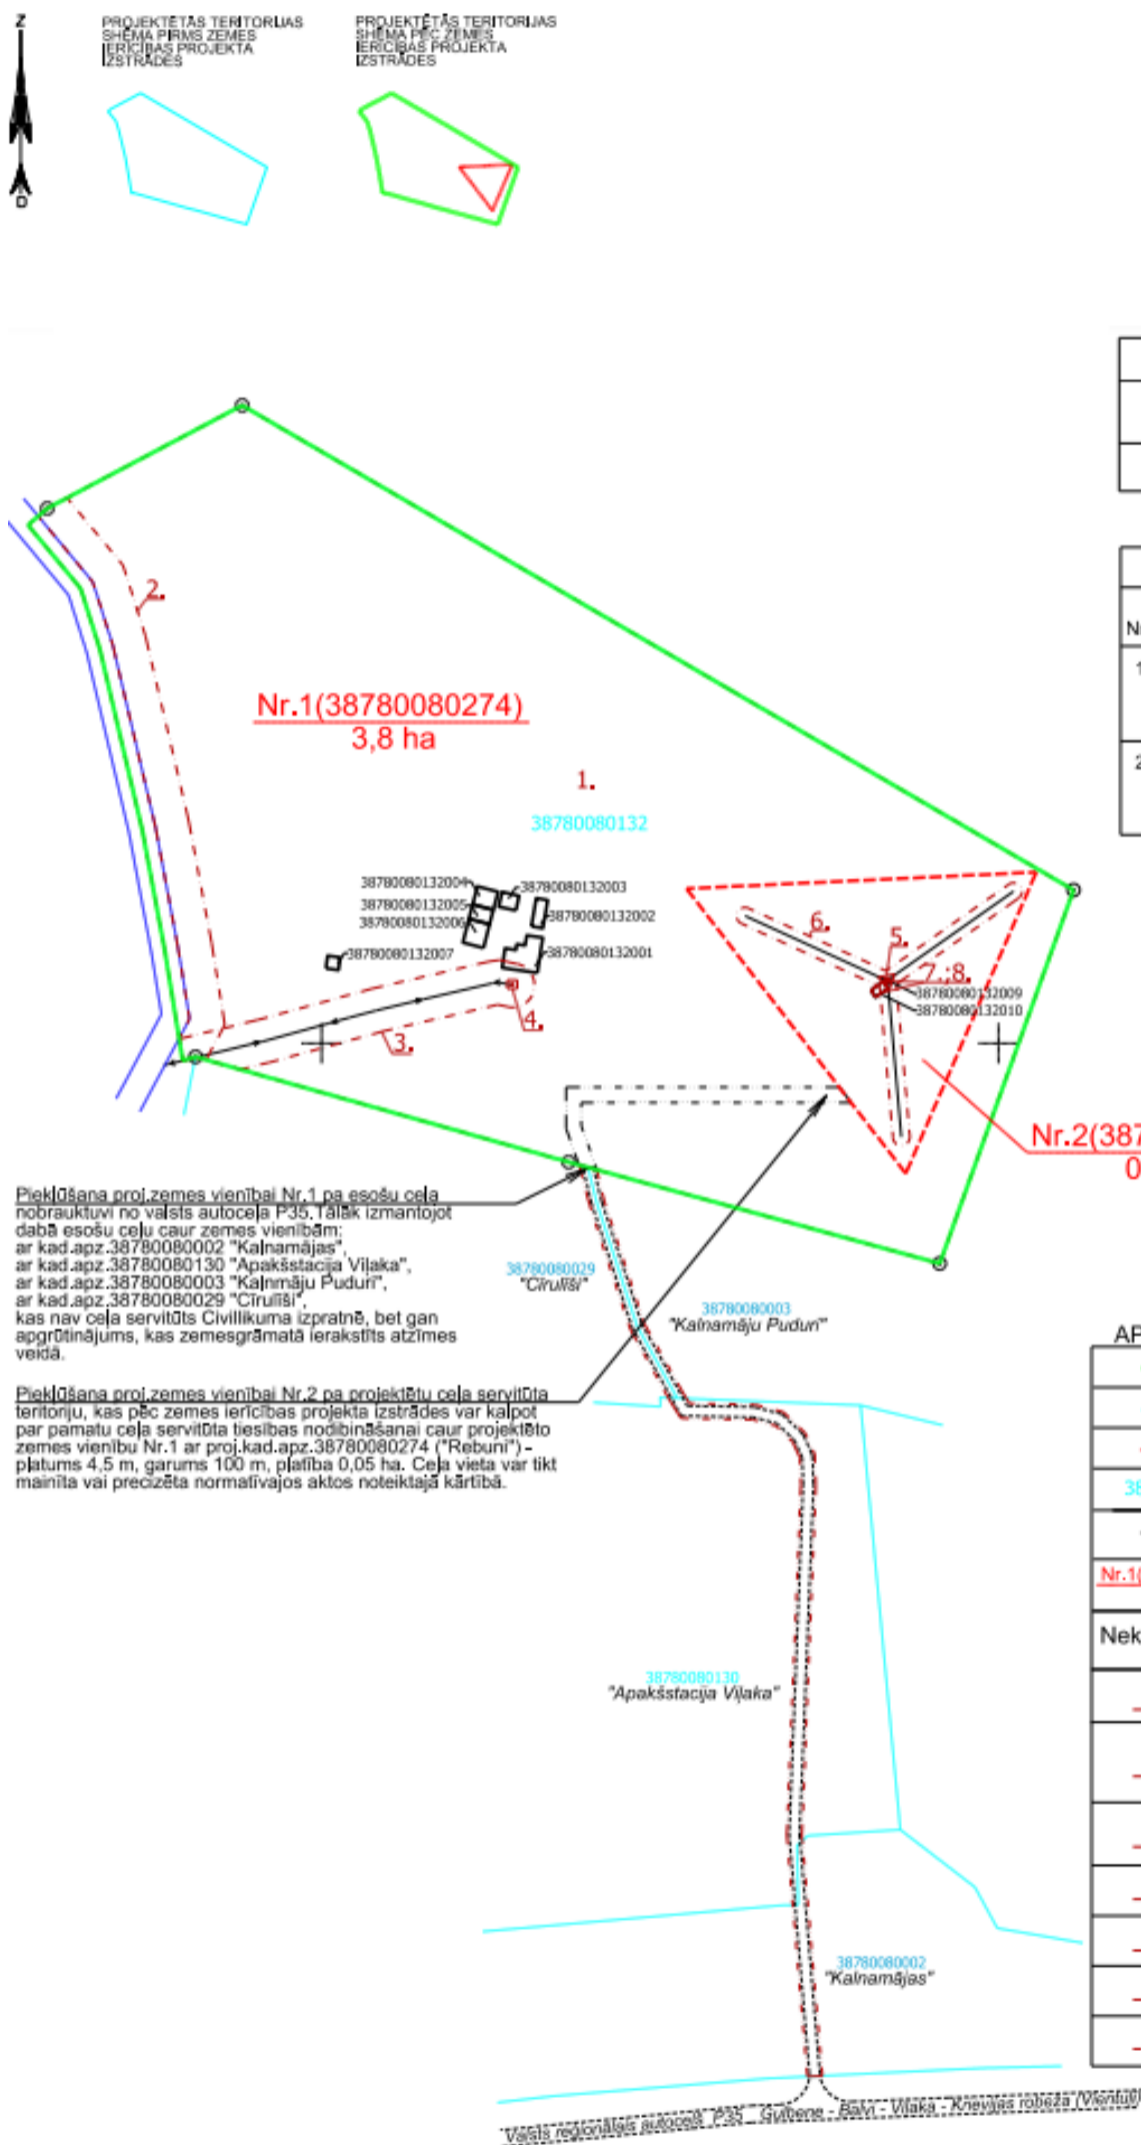 Z
D
PROJEKTĒTĀS TERITORIJAS
SHĒMA PIRMS ZEMES
IERĪCĪBAS PROJEKTA
IZSTRĀDES
PROJEKTĒTĀS TERITORIJAS
SHĒMA PĒC ZEMES
IERĪCĪBAS PROJEKTA
IZSTRĀDES
2.
Nr.1(38780080274)
3,8 ha
1.
38780080132
38780080132004
38780080132003
38780080132005
38780080132002
38780080132006
38780080132001
38780080132007
4.
3.
6.
5.
7.;8.
38780080132009
38780080132010
Nr.2(387
0
Piekļūšana proj.zemes vienībai Nr.1 pa esošu ceļa
nobrauktuvi no valsts autoceļa P35.Tālāk izmantojot
dabā esošu ceļu caur zemes vienībām:
ar kad.apz.38780080002 "Kalnamājas",
ar kad.apz.38780080130 "Apakšstacija Viļaka",
ar kad.apz.38780080003 "Kalnmāju Puduri",
ar kad.apz.38780080029 "Cīrulīši",
kas nav ceļa servitūts Civillikuma izpratnē, bet gan
apgrūtinājums, kas zemesgrāmatā ierakstīts atzīmes
veidā.
Piekļūšana proj.zemes vienībai Nr.2 pa projektētu ceļa servitūta
teritoriju, kas pēc zemes ierīcības projekta izstrādes var kalpot
par pamatu ceļa servitūta tiesības nodibināšanai caur projektēto
zemes vienību Nr.1 ar proj.kad.apz.38780080274 ("Rebuni") -
platums 4,5 m, garums 100 m, platība 0,05 ha. Ceļa vieta var tikt
mainīta vai precizēta normatīvajos aktos noteiktajā kārtībā.
38780080029
"Cīrulīši"
38780080003
"Kalnamāju Puduri"
38780080130
"Apakšstacija Viļaka"
38780080002
"Kalnamājas"
Valsts reģionālais autoceļš P35 Gulbene - Balvi - Viļaka - Krievijas robeža (Vientuļi)
1
2
AP
38
Nr.1(
Nek